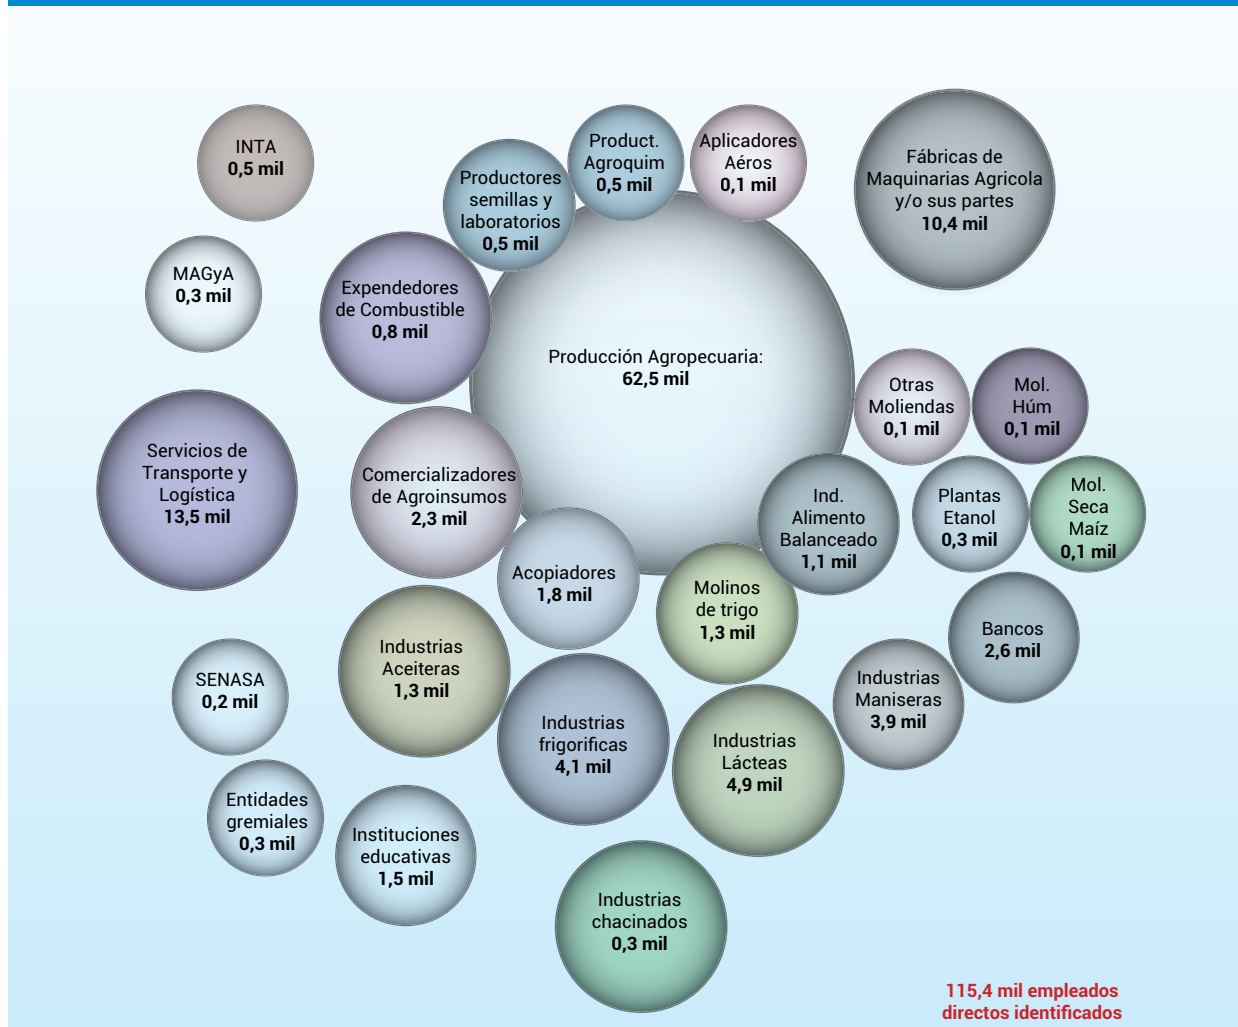 INTA
0,5 mil
Productores
semillas y
laboratorios
0,5 mil
Product.
Agroquim
0,5 mil
Aplicadores
Aéros
0,1 mil
Fábricas de
Maquinarias Agricola
y/o sus partes
10,4 mil
MAGyA
0,3 mil
Expendedores
de Combustible
0,8 mil
Producción Agropecuaria:
62,5 mil
Otras
Moliendas
0,1 mil
Mol.
Húm
0,1 mil
Servicios de
Transporte y
Logística
13,5 mil
Comercializadores
de Agroinsumos
2,3 mil
Ind.
Alimento
Balanceado
1,1 mil
Plantas
Etanol
0,3 mil
Mol.
Seca
Maíz
0,1 mil
Acopiadores
1,8 mil
Molinos
de trigo
1,3 mil
Bancos
2,6 mil
SENASA
0,2 mil
Industrias
Aceiteras
1,3 mil
Industrias
frigorificas
4,1 mil
Industrias
Lácteas
4,9 mil
Industrias
Maniseras
3,9 mil
Entidades
gremiales
0,3 mil
Instituciones
educativas
1,5 mil
Industrias
chacinados
0,3 mil
115,4 mil empleados
directos identificados